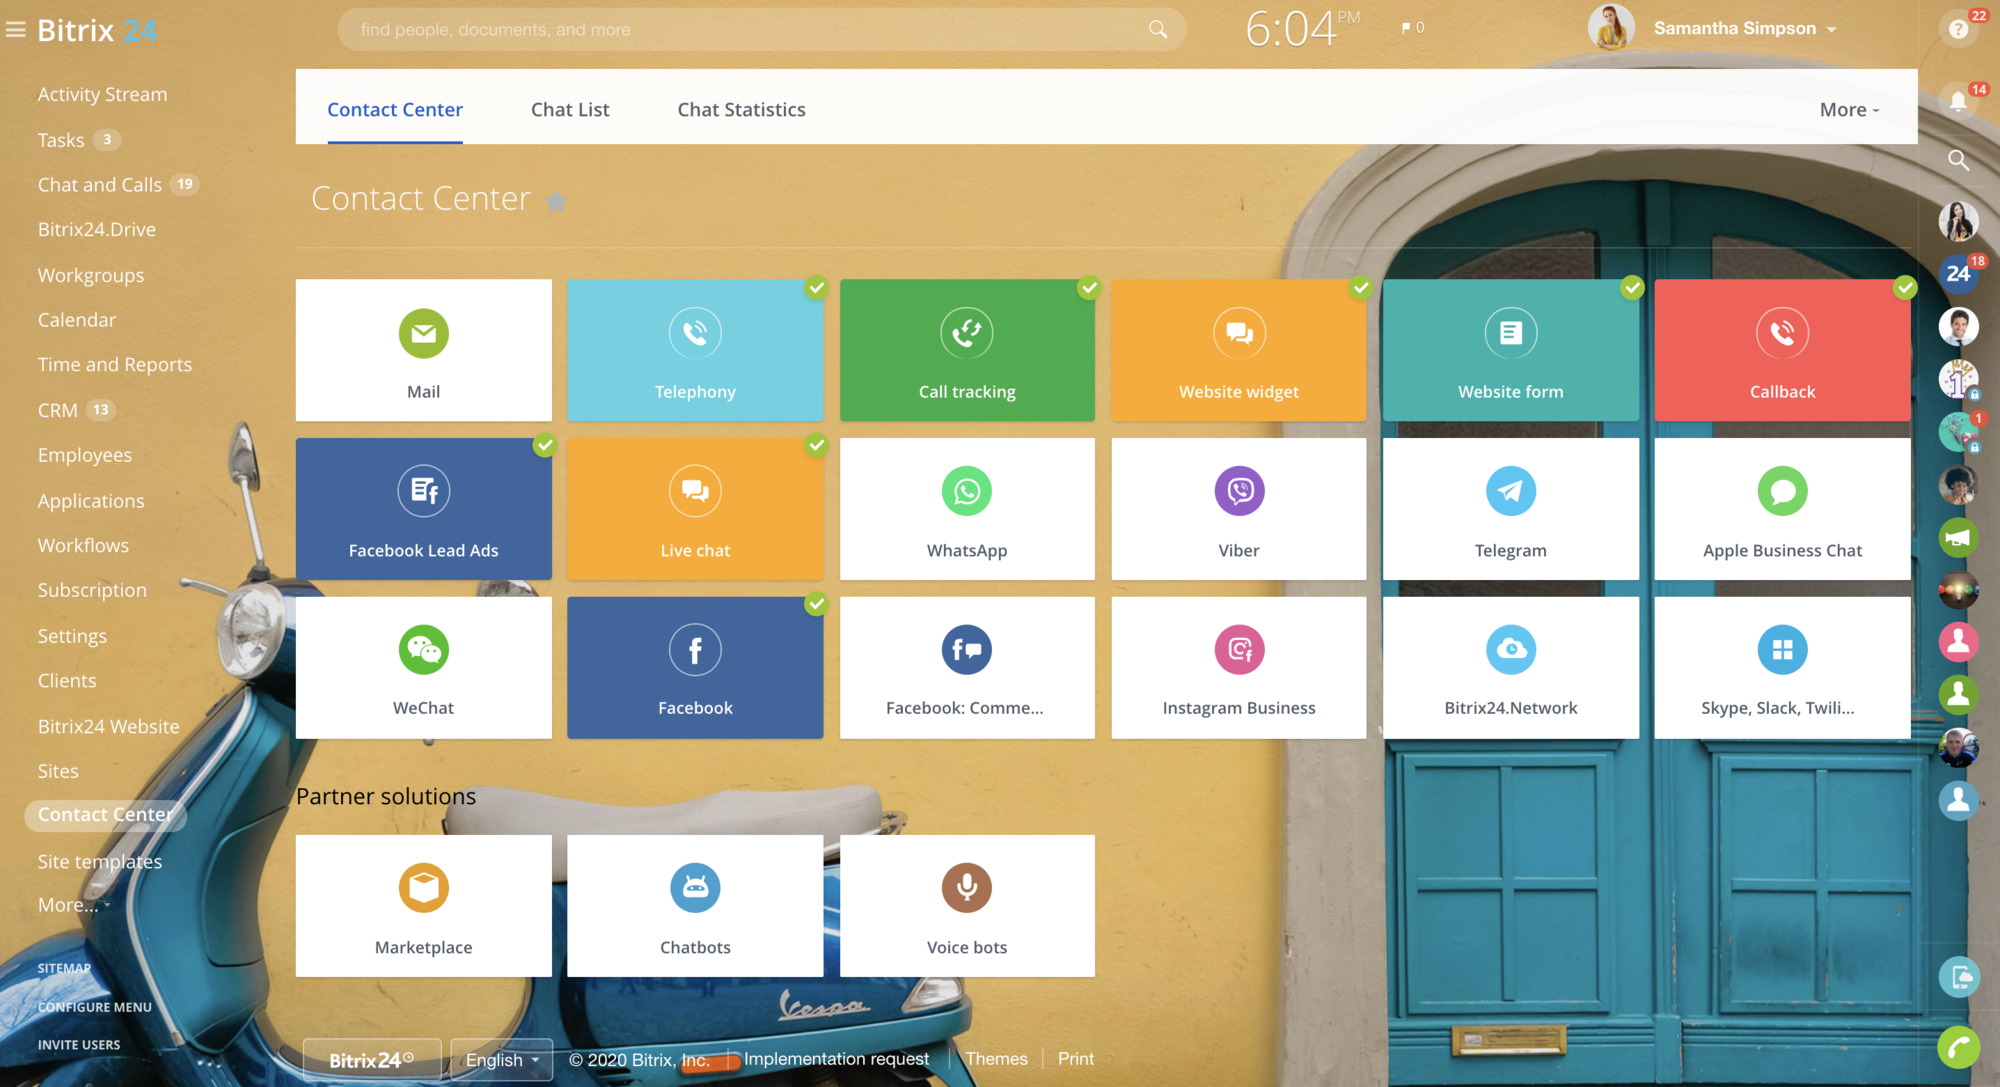 Bitrix 24
find people, documents, and more
6:04 PM
0
Samantha Simpson
22
Activity Stream
Tasks 3
Chat and Calls 19
Bitrix24.Drive
Workgroups
Calendar
Time and Reports
CRM 13
Employees
Applications
Workflows
Subscription
Settings
Clients
Bitrix24 Website
Sites
Contact Center
Site templates
More...
SITEMAP
CONFIGURE MENU
INVITE USERS
Contact Center
Chat List
Chat Statistics
More
Contact Center
Mail
Telephony
Call tracking
Website widget
Website form
Callback
Facebook Lead Ads
Live chat
WhatsApp
Viber
Telegram
Apple Business Chat
WeChat
Facebook
Facebook: Comme...
Instagram Business
Bitrix24.Network
Skype, Slack, Twili...
Partner solutions
Marketplace
Chatbots
Voice bots
Vespa
Bitrix24
English
© 2020 Bitrix, Inc.
Implementation request
Themes
Print
14
24
18
1
1